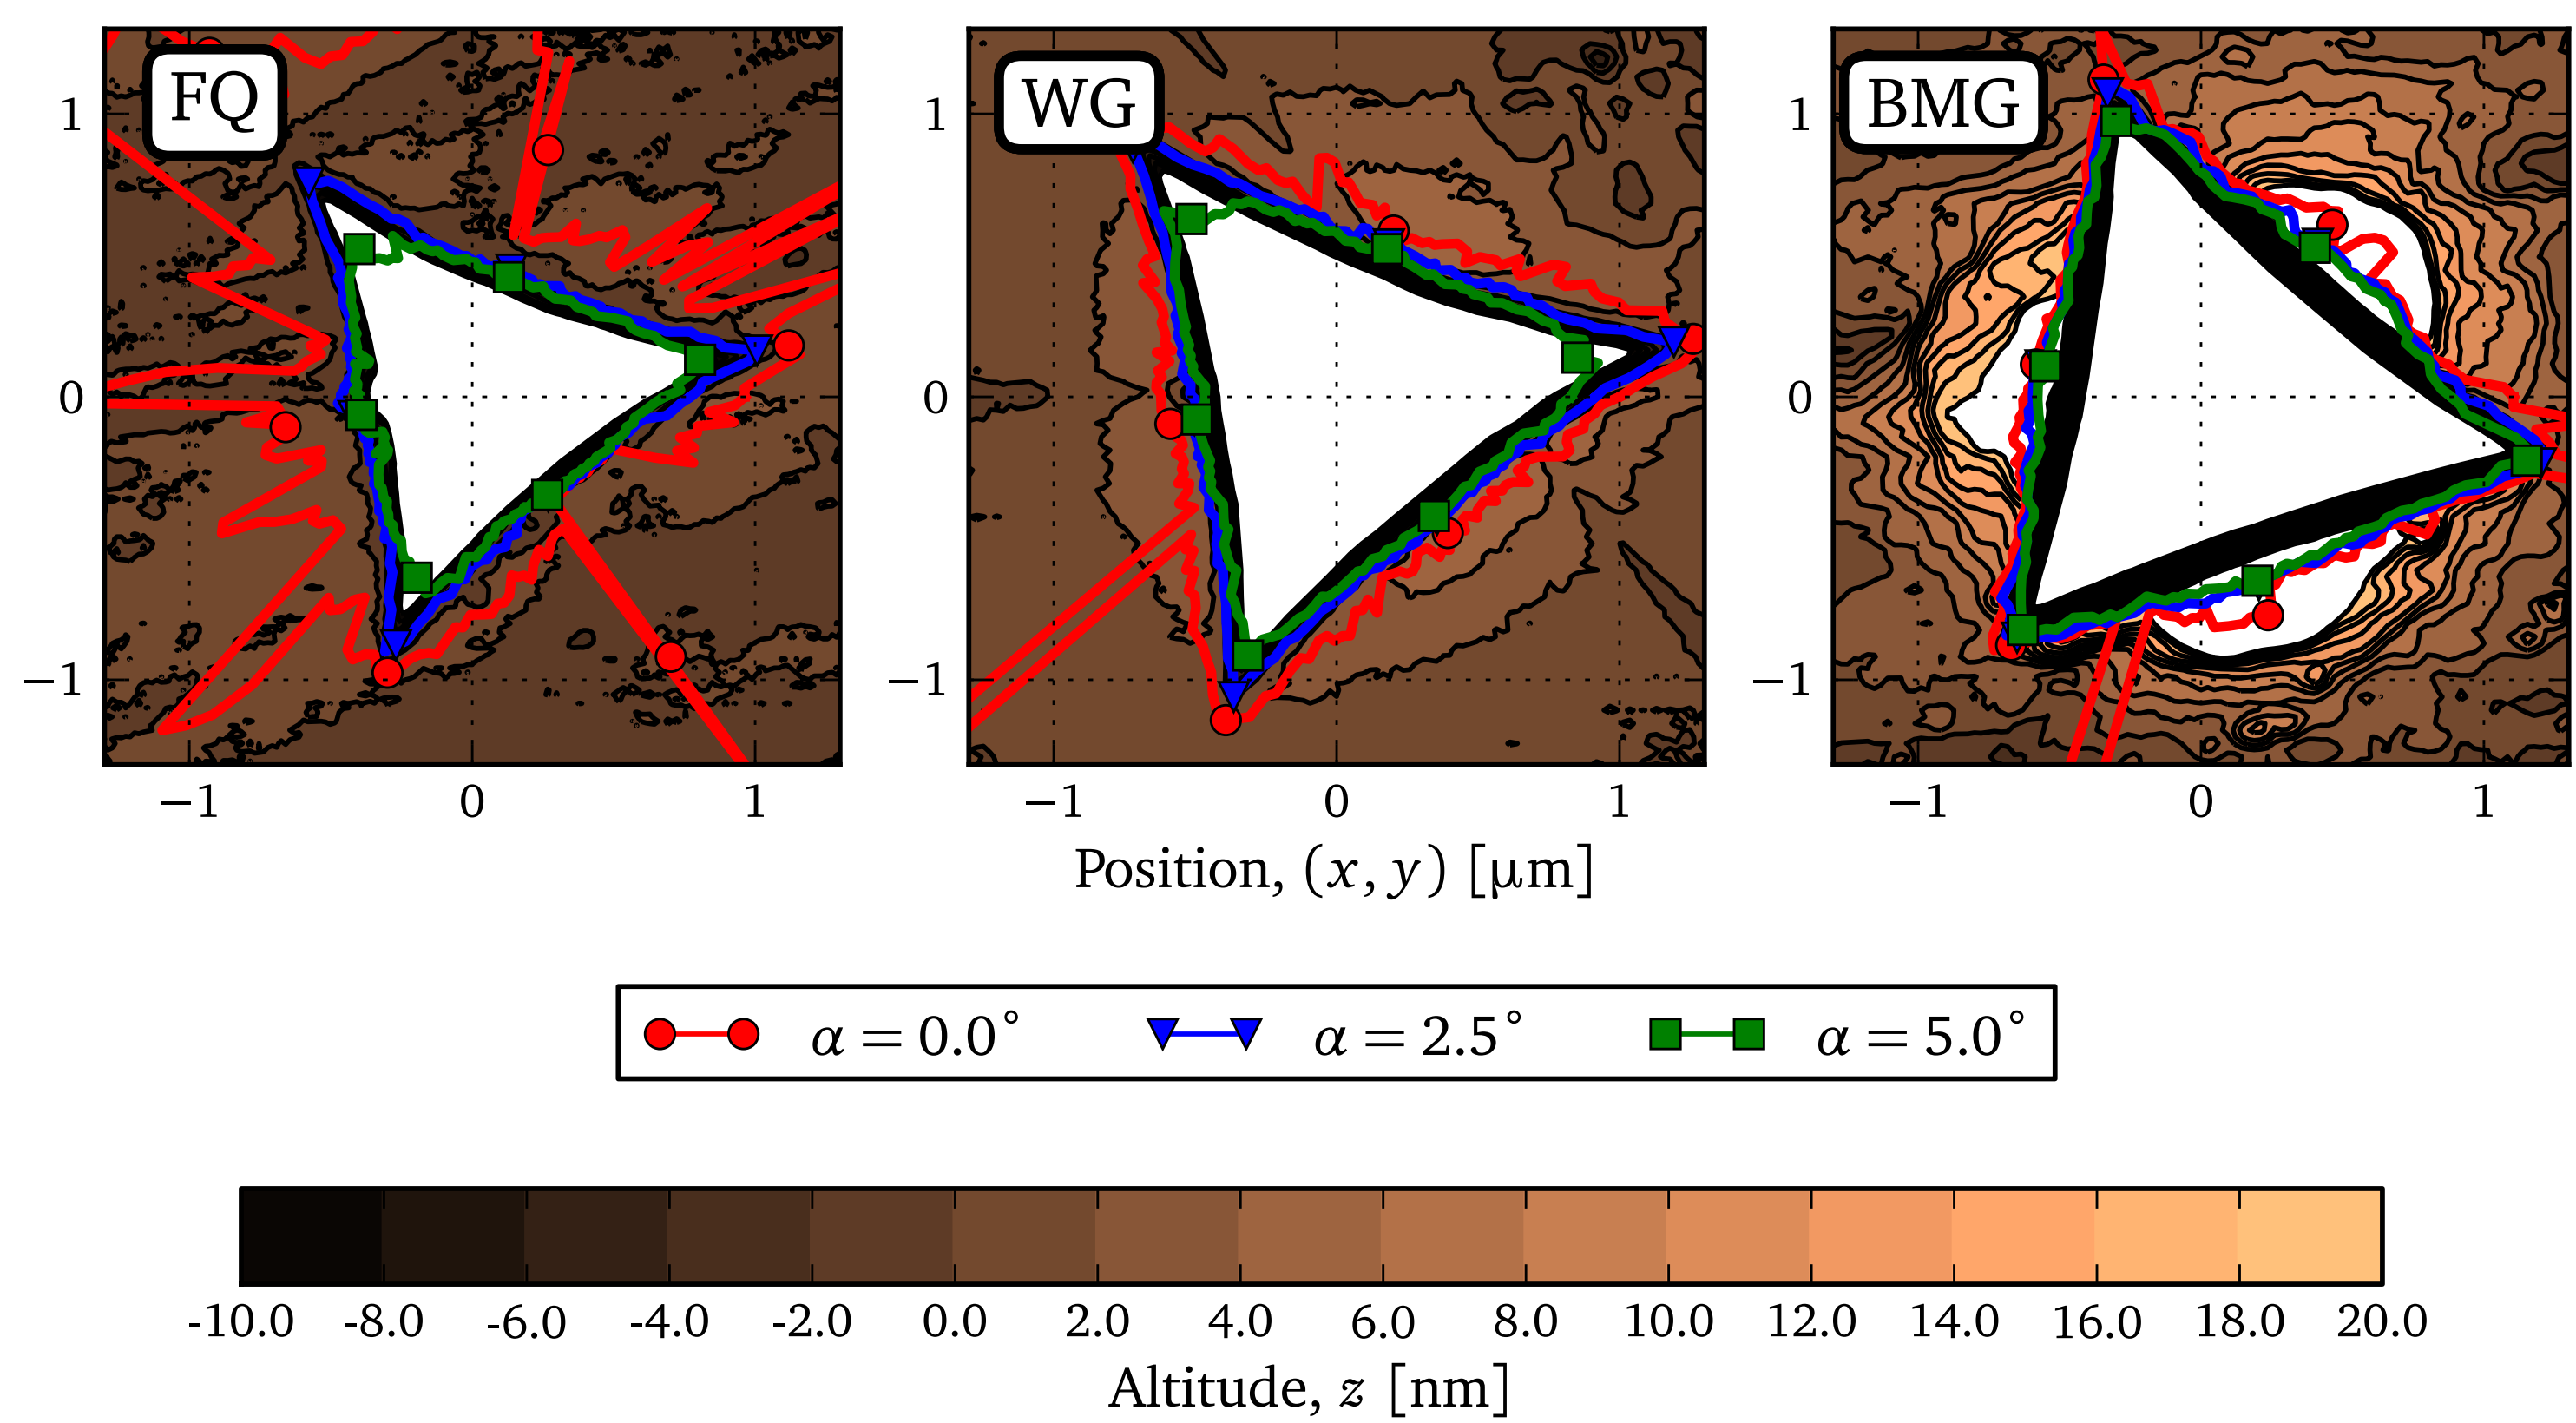 FQ WG BMG
1 1 1
0 0 0
−1 −1 −1
−1 0 1 −1 0 1 −1 0 1
Position, (x, y) [μm]
α = 0.0° α = 2.5° α = 5.0°
-10.0 -8.0 -6.0 -4.0 -2.0 0.0 2.0 4.0 6.0 8.0 10.0 12.0 14.0 16.0 18.0 20.0
Altitude, z [nm]